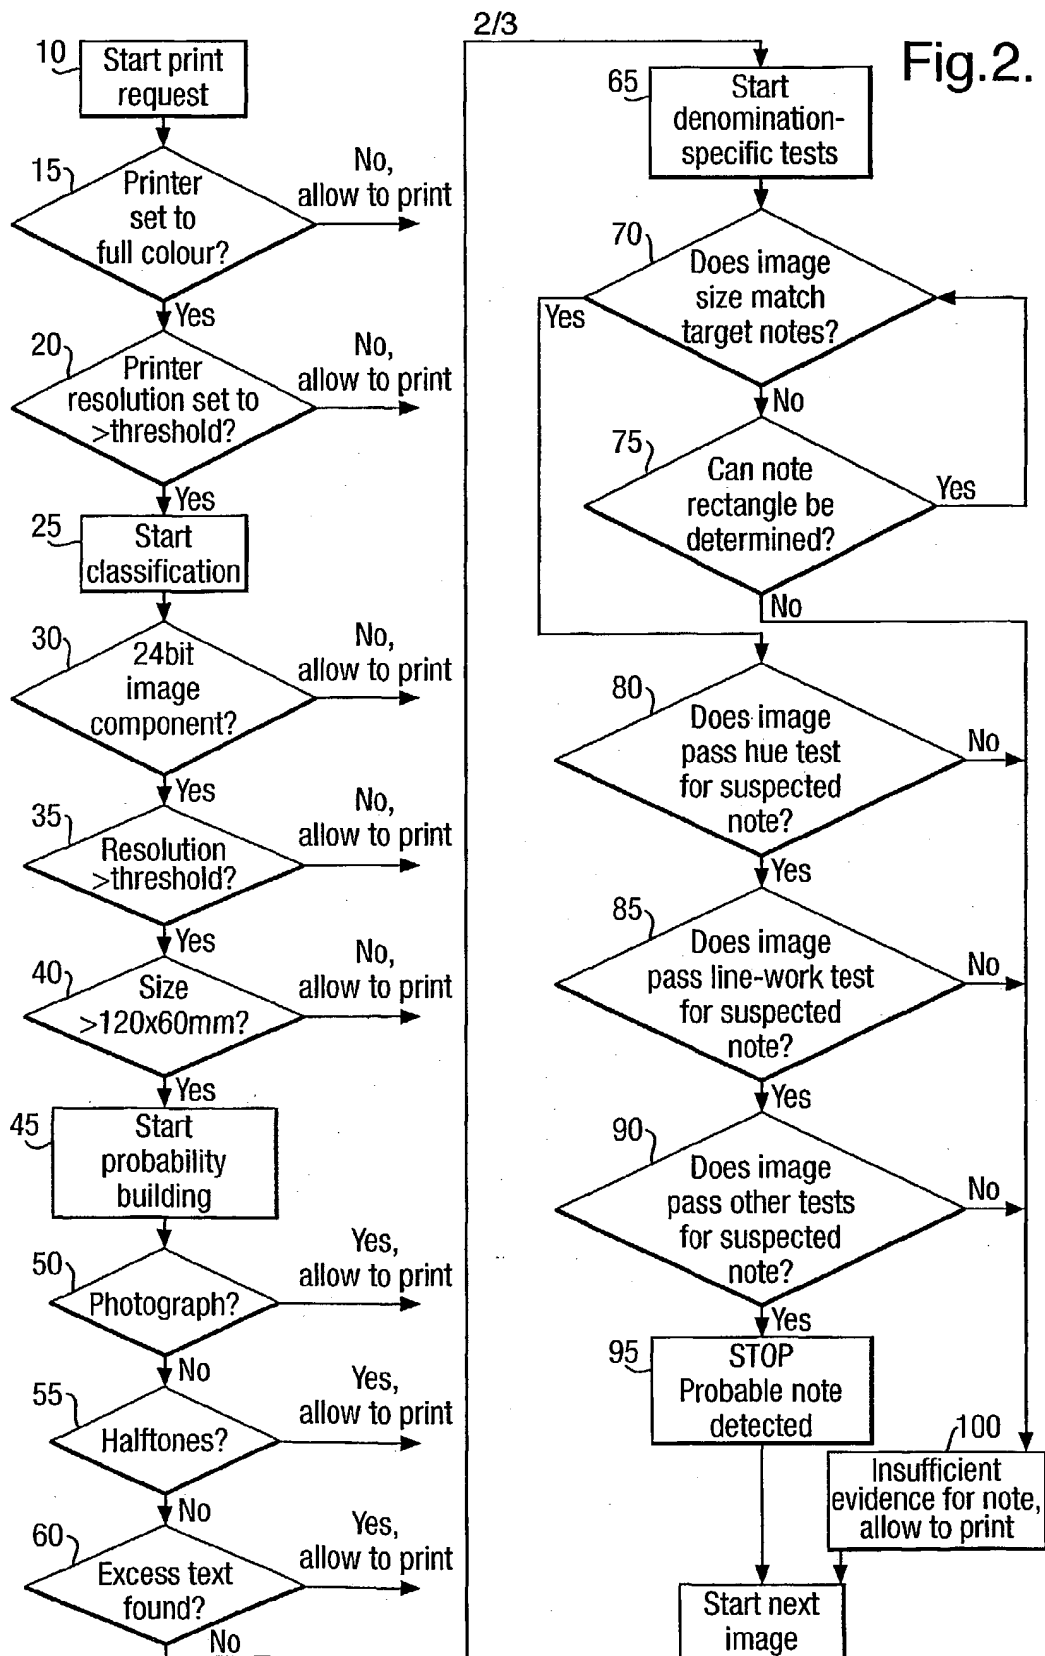 2/3
Fig.2.
10
Start print
request
15
Printer
set to
full colour?
No,
allow to print
Yes
20
Printer
resolution set to
>threshold?
No,
allow to print
Yes
25
Start
classification
30
24bit
image
component?
No,
allow to print
Yes
35
Resolution
>threshold?
No,
allow to print
Yes
40
Size
>120x60mm?
No,
allow to print
Yes
45
Start
probability
building
50
Photograph?
Yes,
allow to print
No
55
Halftones?
Yes,
allow to print
No
60
Excess text
found?
Yes,
allow to print
No
65
Start
denomination-
specific tests
70
Does image
size match
target notes?
Yes
No
75
Can note
rectangle be
determined?
Yes
No
80
Does image
pass hue test
for suspected
note?
No
Yes
85
Does image
pass line-work test
for suspected
note?
No
Yes
90
Does image
pass other tests
for suspected
note?
No
Yes
95
STOP
Probable note
detected
100
Insufficient
evidence for note,
allow to print
Start next
image